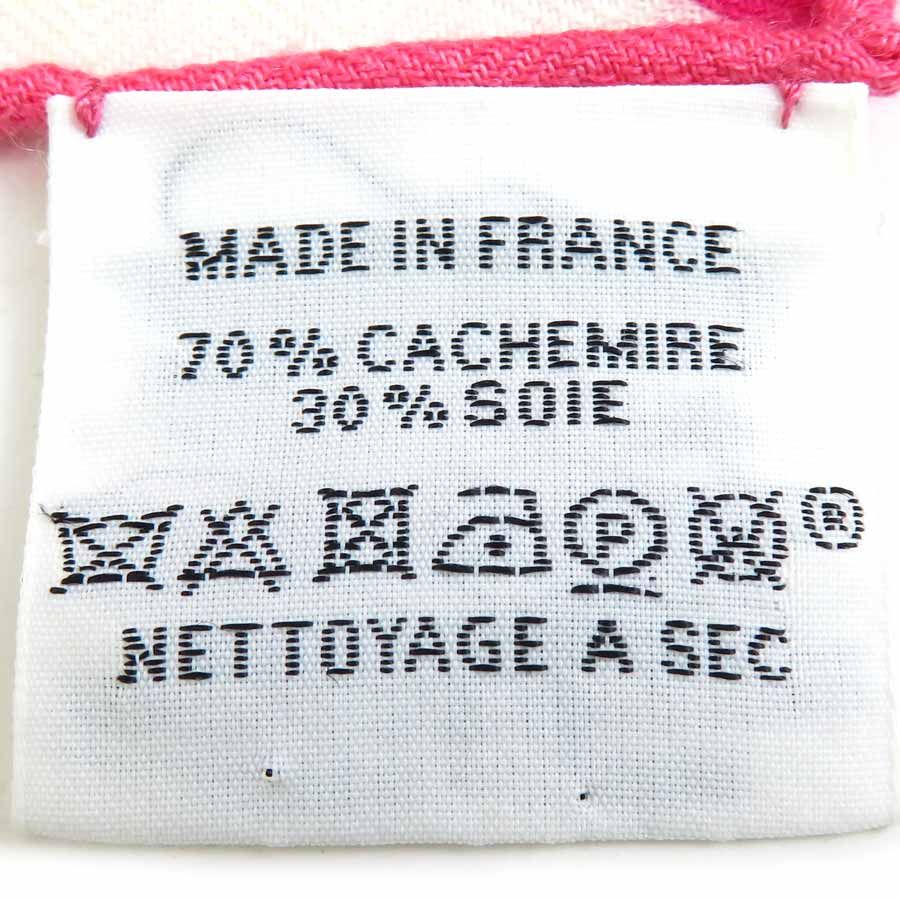 MADE IN FRANCE
70% CACHEMIRE
30% SOIE
P W ®
NETTOYAGE A SEC